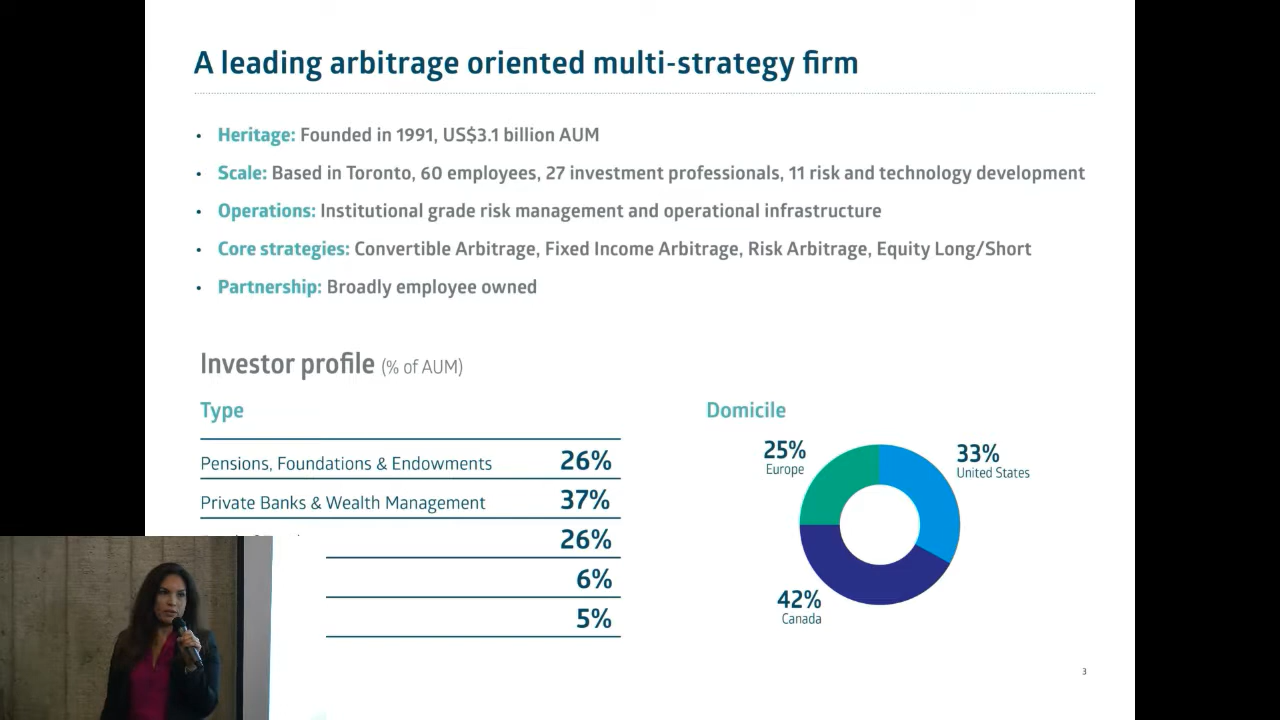 A leading arbitrage oriented multi-strategy firm
• Heritage: Founded in 1991, US$3.1 billion AUM
• Scale: Based in Toronto, 60 employees, 27 investment professionals, 11 risk and technology development
• Operations: Institutional grade risk management and operational infrastructure
• Core strategies: Convertible Arbitrage, Fixed Income Arbitrage, Risk Arbitrage, Equity Long/Short
• Partnership: Broadly employee owned
Investor profile (% of AUM)
Type
Pensions, Foundations & Endowments 26%
Private Banks & Wealth Management 37%
26%
6%
5%
Domicile
25%
Europe
33%
United States
42%
Canada
3